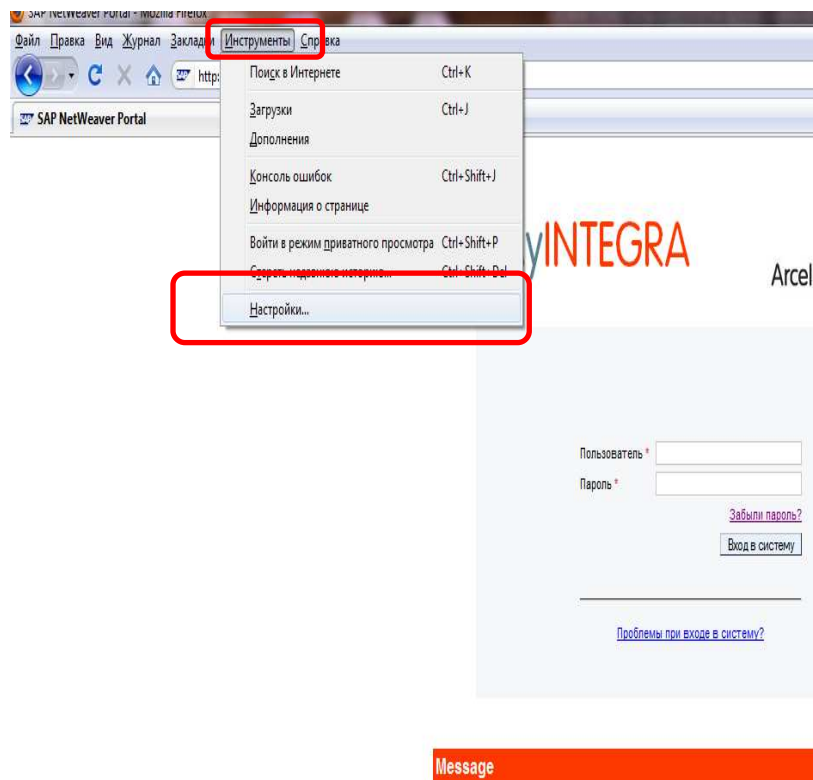 SAP NetWeaver Portal - Mozilla Firefox
Файл Правка Вид Журнал Закладки Инструменты Справка
http:
SAP NetWeaver Portal
Поиск в Интернете Ctrl+K
Загрузки Ctrl+J
Дополнения
Консоль ошибок Ctrl+Shift+J
Информация о странице
Войти в режим приватного просмотра Ctrl+Shift+P
Стереть недавнюю историю... Ctrl+Shift+Del
Настройки...
yINTEGRA
Arcel
Пользователь *
Пароль *
Забыли пароль?
Вход в систему
Проблемы при входе в систему?
Message